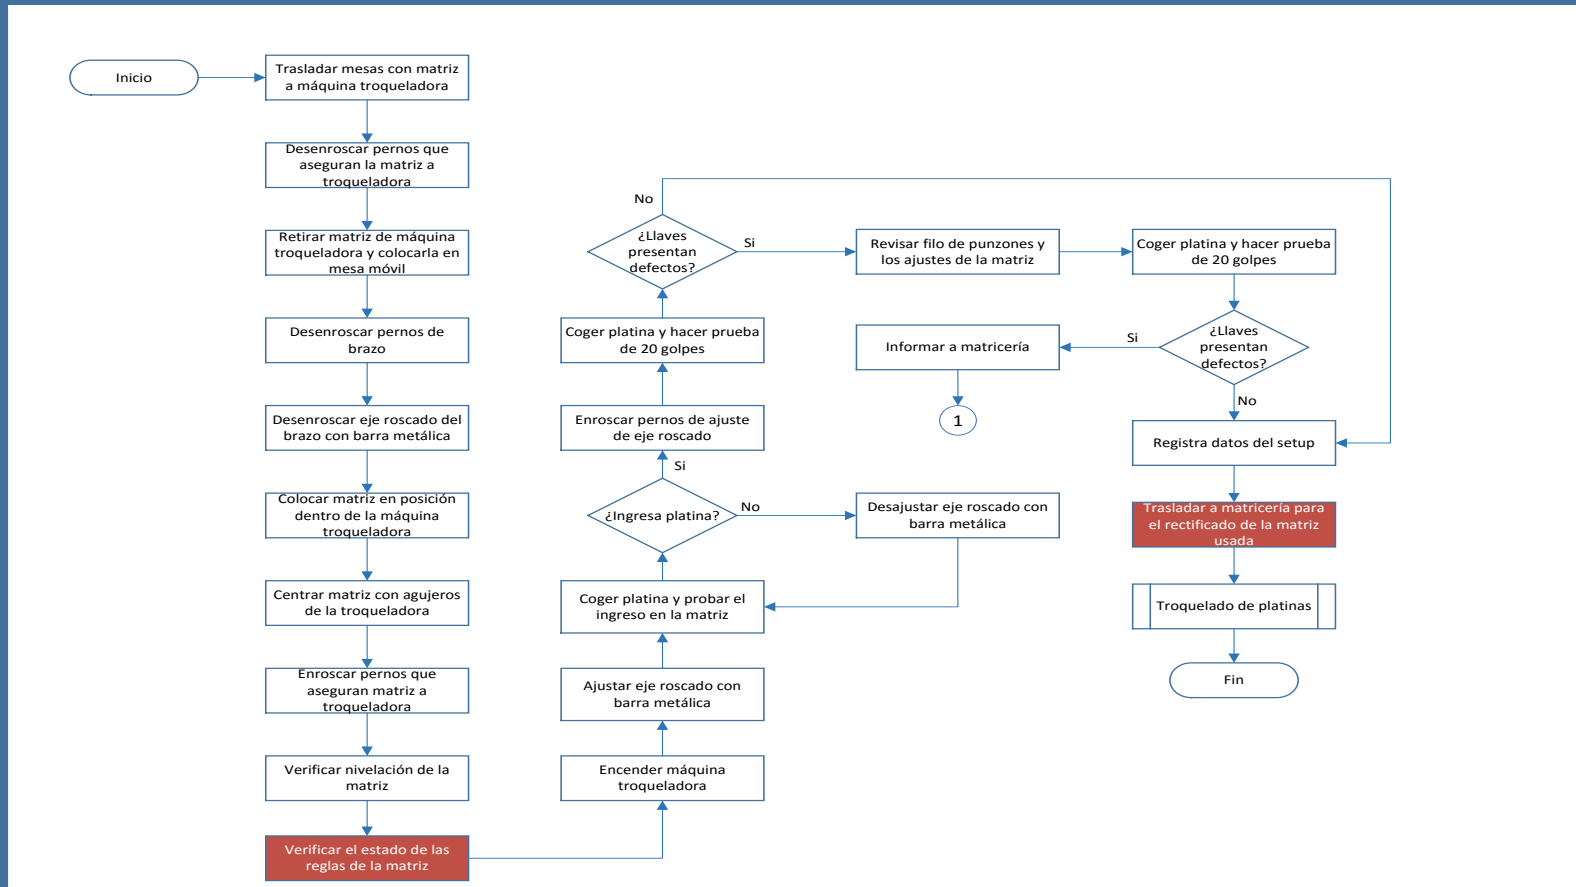 Inicio
Trasladar mesas con matriz
a máquina troqueladora
Desenroscar pernos que
aseguran la matriz a
troqueladora
Retirar matriz de máquina
troqueladora y colocarla en
mesa móvil
Desenroscar pernos de
brazo
Desenroscar eje roscado del
brazo con barra metálica
Colocar matriz en posición
dentro de la máquina
troqueladora
Centrar matriz con agujeros
de la troqueladora
Enroscar pernos que
aseguran matriz a
troqueladora
Verificar nivelación de la
matriz
Verificar el estado de las
reglas de la matriz
Encender máquina
troqueladora
Ajustar eje roscado con
barra metálica
Coger platina y probar el
ingreso en la matriz
¿Ingresa platina?
No
Desajustar eje roscado con
barra metálica
Si
Enroscar pernos de ajuste
de eje roscado
Coger platina y hacer prueba
de 20 golpes
¿Llaves
presentan
defectos?
No
Si
Revisar filo de punzones y
los ajustes de la matriz
Coger platina y hacer prueba
de 20 golpes
¿Llaves
presentan
defectos?
Si
Informar a matricería
1
No
Registra datos del setup
Trasladar a matricería para
el rectificado de la matriz
usada
Troquelado de platinas
Fin